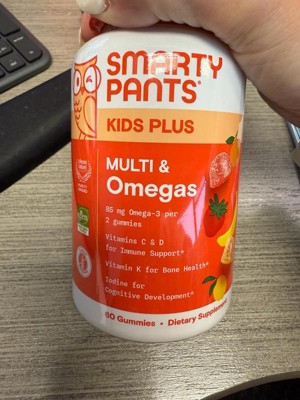 SMARTY
PANTS®
KIDS PLUS
MULTI &
Omegas
85 mg Omega-3 per
2 gummies
Vitamins C & D
for Immune Support*
Vitamin K for Bone Health*
Iodine for
Cognitive Development*
60 Gummies • Dietary Supplement